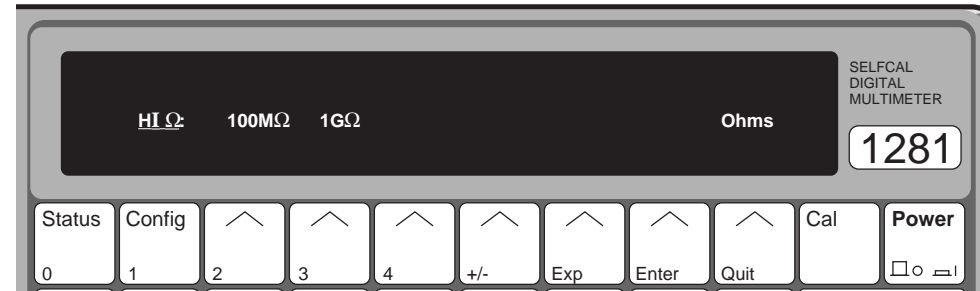 HI Ω: 100MΩ 1GΩ Ohms
SELFCAL
DIGITAL
MULTIMETER
1281
Status Config Cal Power
0 1 2 3 4 +/- Exp Enter Quit